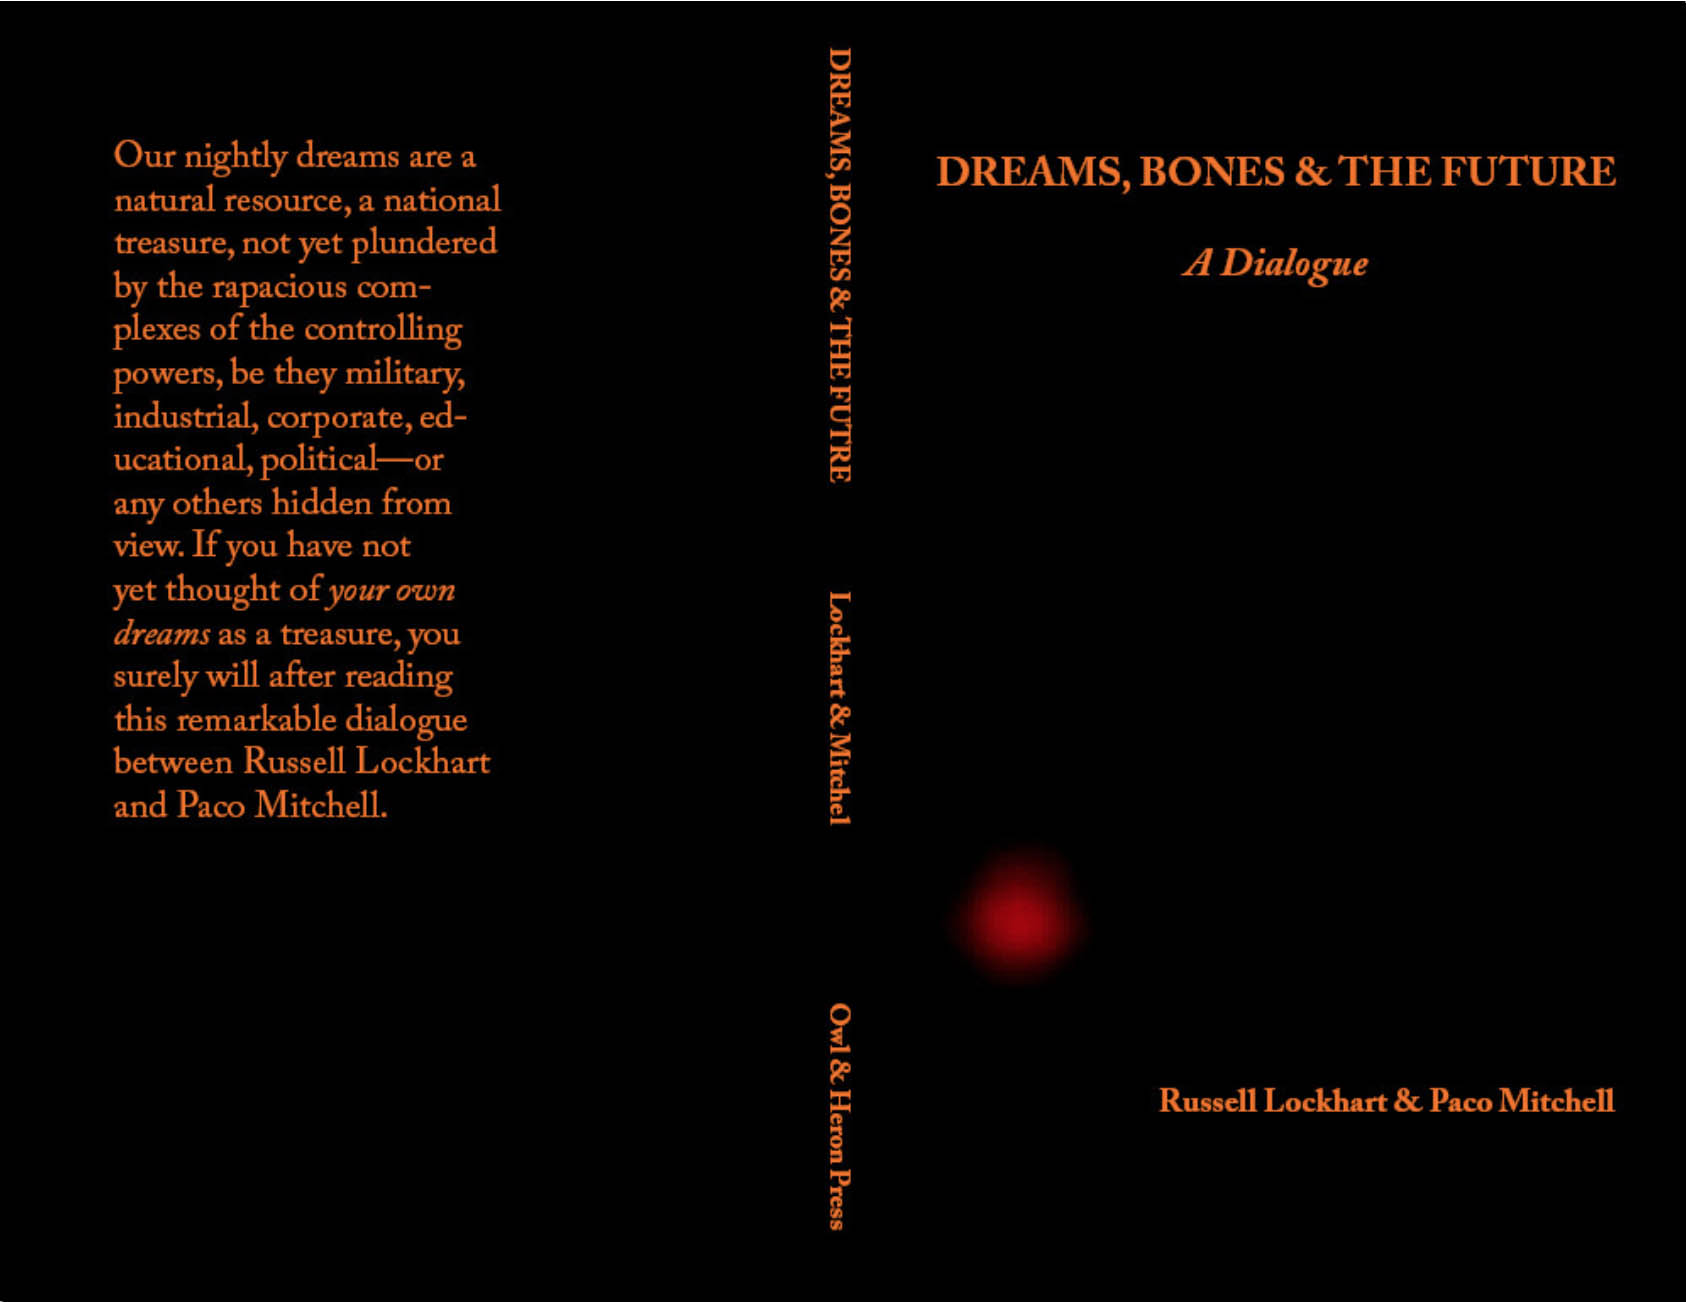 Our nightly dreams are a
natural resource, a national
treasure, not yet plundered
by the rapacious com-
plexes of the controlling
powers, be they military,
industrial, corporate, ed-
ucational, political—or
any others hidden from
view. If you have not
yet thought of your own
dreams as a treasure, you
surely will after reading
this remarkable dialogue
between Russell Lockhart
and Paco Mitchell.
DREAMS, BONES & THE FUTRE
Lockhart & Mitchel
Owl & Heron Press
DREAMS, BONES & THE FUTURE
A Dialogue
Russell Lockhart & Paco Mitchell